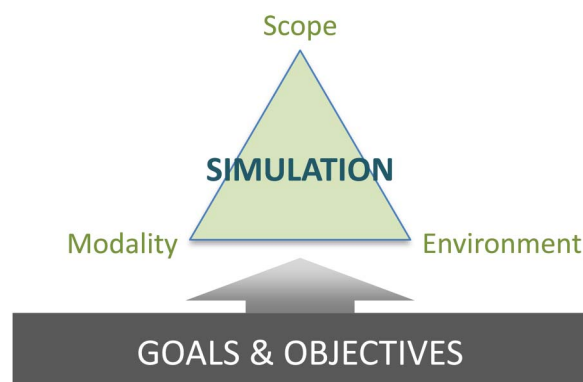 Scope
SIMULATION
Modality
Environment
GOALS & OBJECTIVES